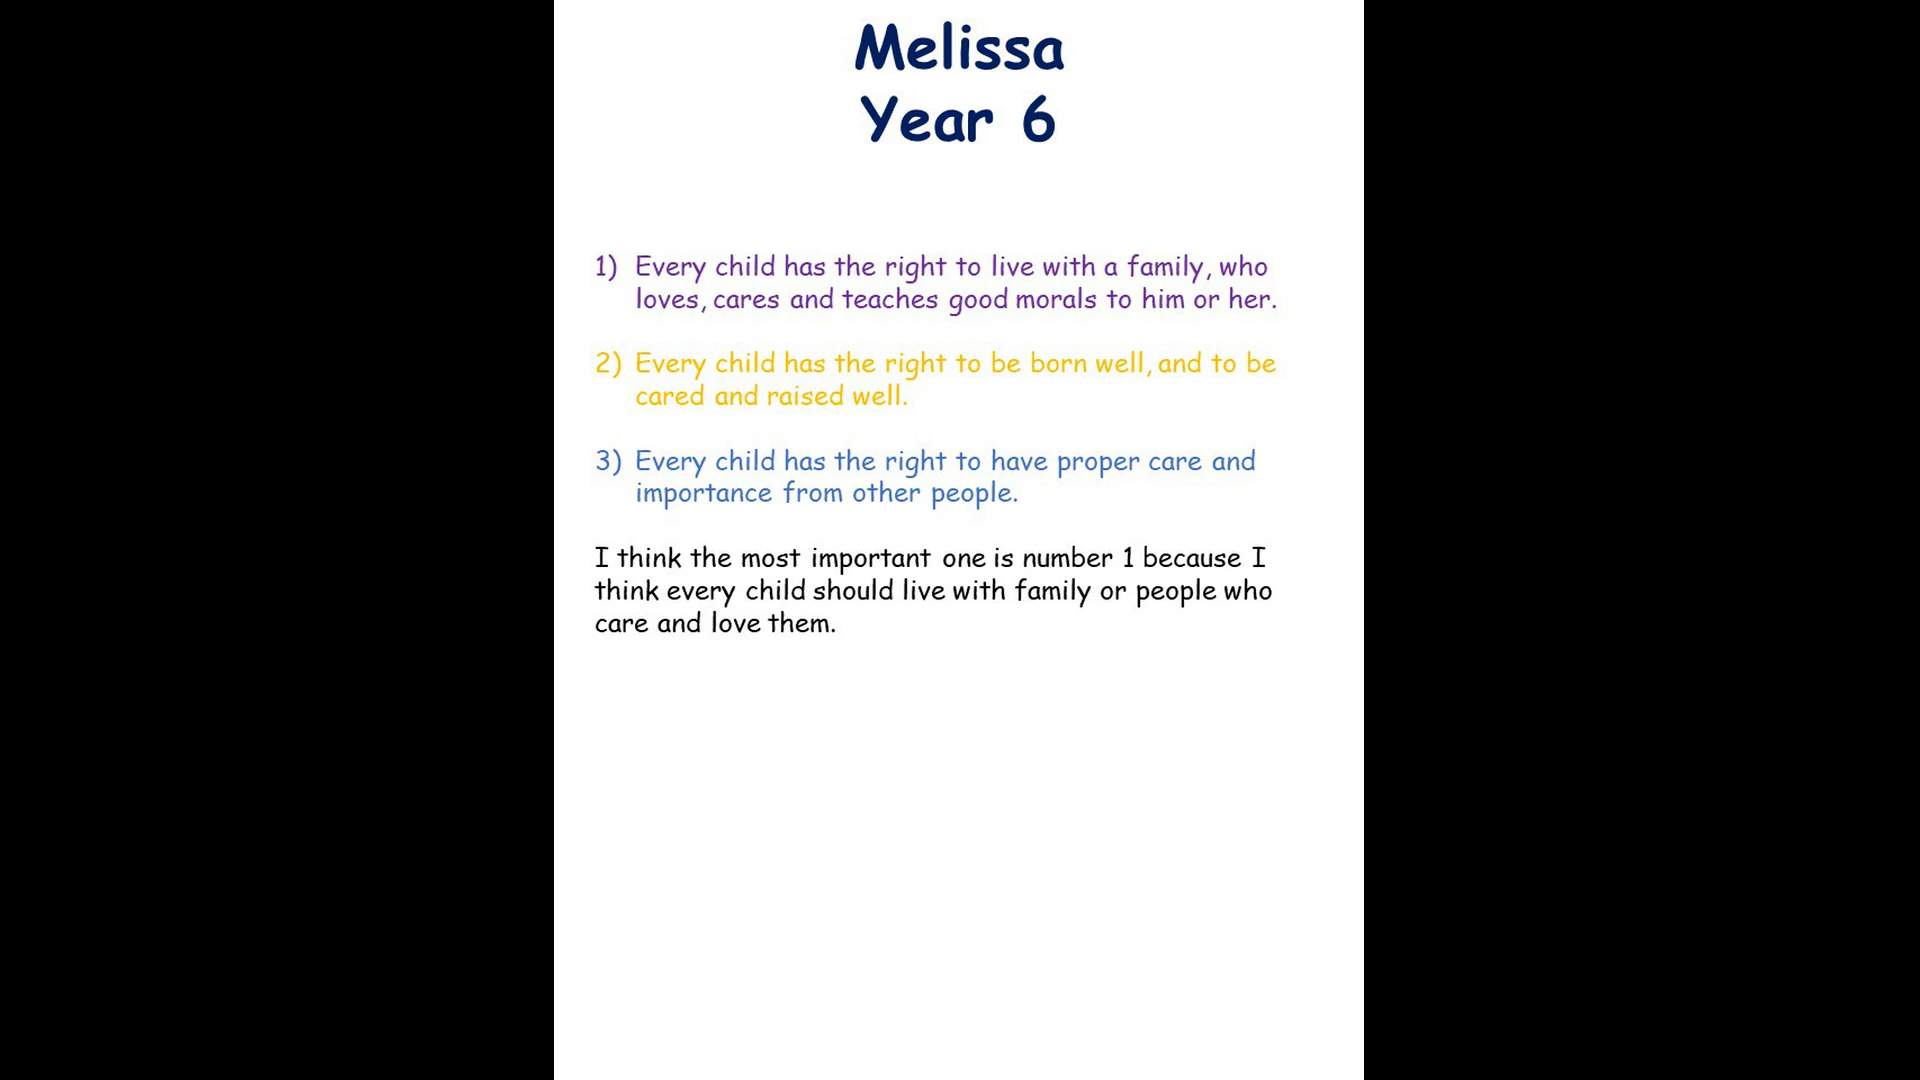 Melissa
Year 6
1) Every child has the right to live with a family, who
loves, cares and teaches good morals to him or her.
2) Every child has the right to be born well, and to be
cared and raised well.
3) Every child has the right to have proper care and
importance from other people.
I think the most important one is number 1 because I
think every child should live with family or people who
care and love them.